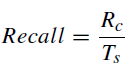 Recall = R_c / T_s